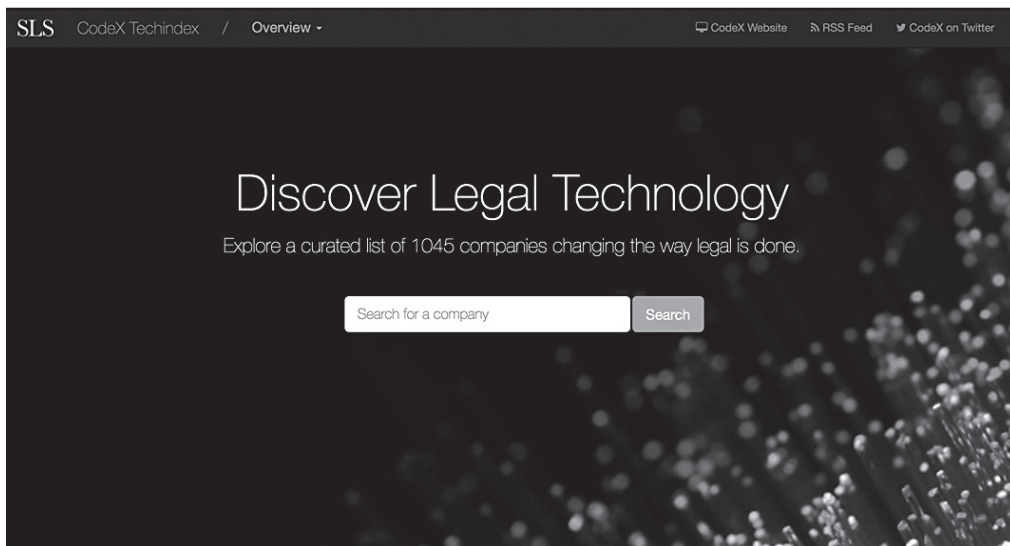 SLS CodeX Techindex / Overview CodeX Website RSS Feed CodeX on Twitter
Discover Legal Technology
Explore a curated list of 1045 companies changing the way legal is done.
Search for a company Search